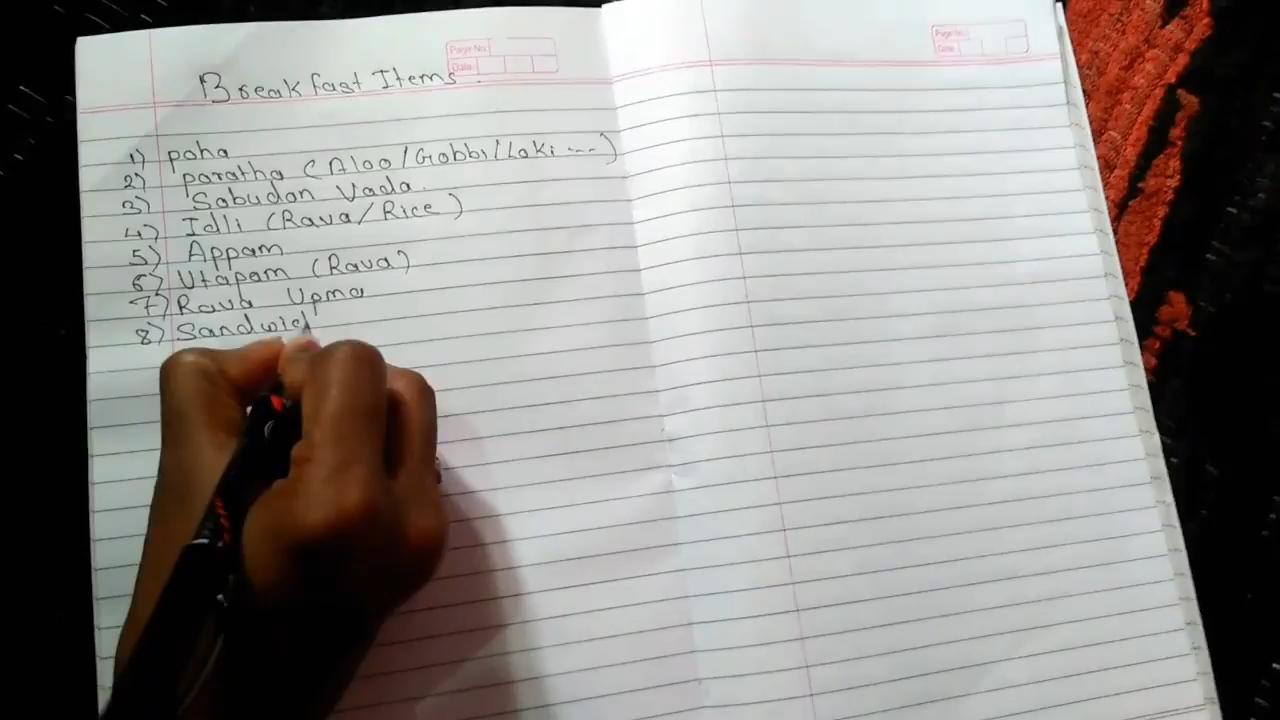 Page No.
Date
Page No.
Date
Breakfast Items.
1) poha
2) paratha (Aloo/Gobbi/Loki ---)
3) Sabudan Vada.
4) Idli (Rava/Rice)
5) Appam
6) Utapam (Rava)
7) Rava Upma
8) Sandwich